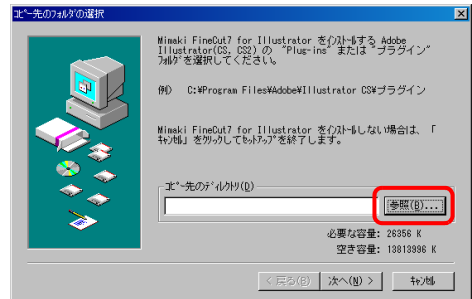 ｺﾋﾟｰ先のﾌｫﾙﾀﾞの選択
Mimaki FineCut7 for Illustrator をｲﾝｽﾄｰﾙする Adobe
Illustrator(CS, CS2) の "Plug-ins" または "プラグイン"
ﾌｫﾙﾀﾞを選択してください。
例) C:¥Program Files¥Adobe¥Illustrator CS¥プラグイン
Mimaki FineCut7 for Illustrator をｲﾝｽﾄｰﾙしない場合は、「
ｷｬﾝｾﾙ」をｸﾘｯｸしてｾｯﾄｱｯﾌﾟを終了します。
ｺﾋﾟｰ先のﾃﾞｨﾚｸﾄﾘ(D)
参照(B)...
必要な容量: 26356 K
空き容量: 13813996 K
< 戻る(B) 次へ(N) > ｷｬﾝｾﾙ